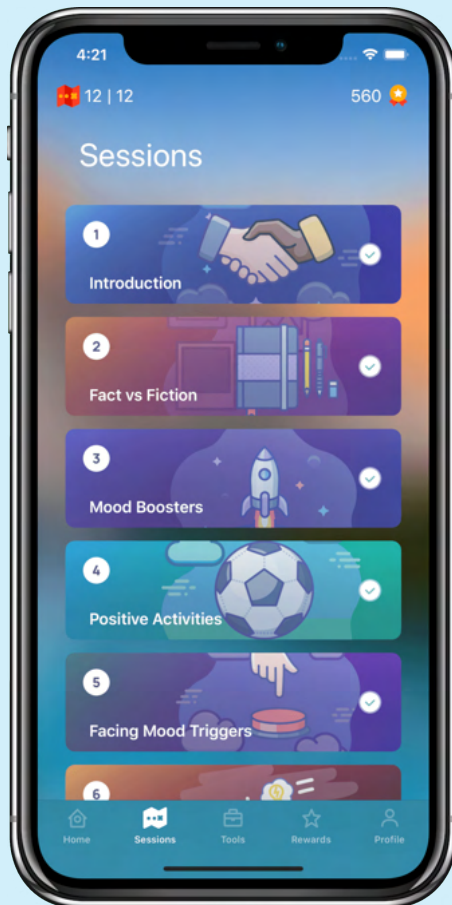 4:21
12 | 12
560
Sessions
1
Introduction
2
Fact vs Fiction
3
Mood Boosters
4
Positive Activities
5
Facing Mood Triggers
6
Home
Sessions
Tools
Rewards
Profile